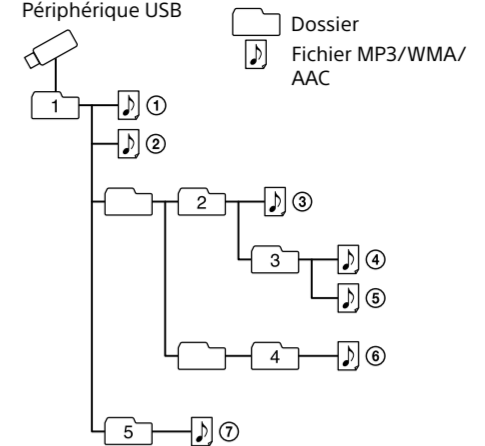 Périphérique USB
Dossier
Fichier MP3/WMA/
AAC
1 ①
②
2 ③
3 ④
⑤
4 ⑥
5 ⑦